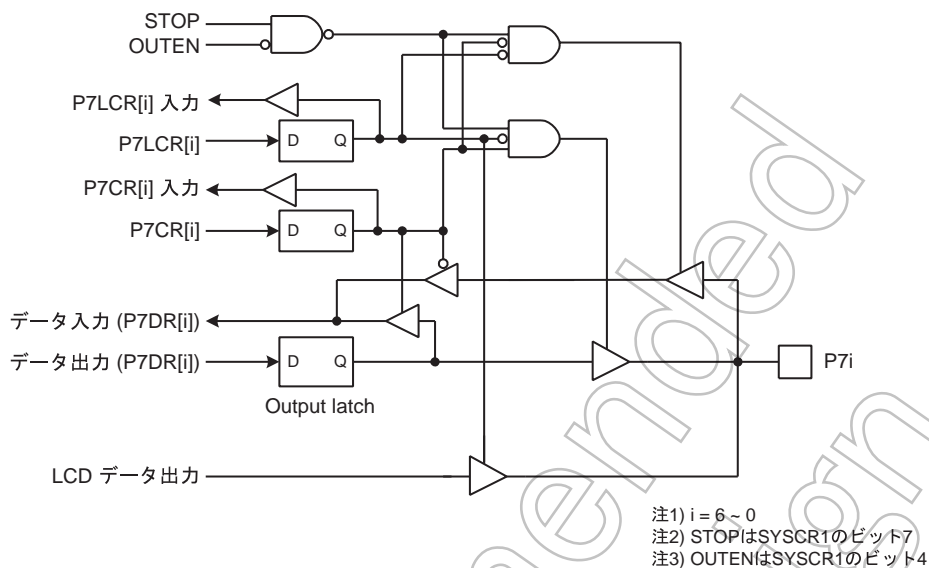 STOP
OUTEN
P7LCR[i] 入力
P7LCR[i]
D Q
P7CR[i] 入力
P7CR[i]
D Q
データ入力 (P7DR[i])
データ出力 (P7DR[i])
D Q
P7i
Output latch
LCD データ出力
注1) i = 6 ~ 0
注2) STOPはSYSCR1のビット7
注3) OUTENはSYSCR1のビット4
mended
sign